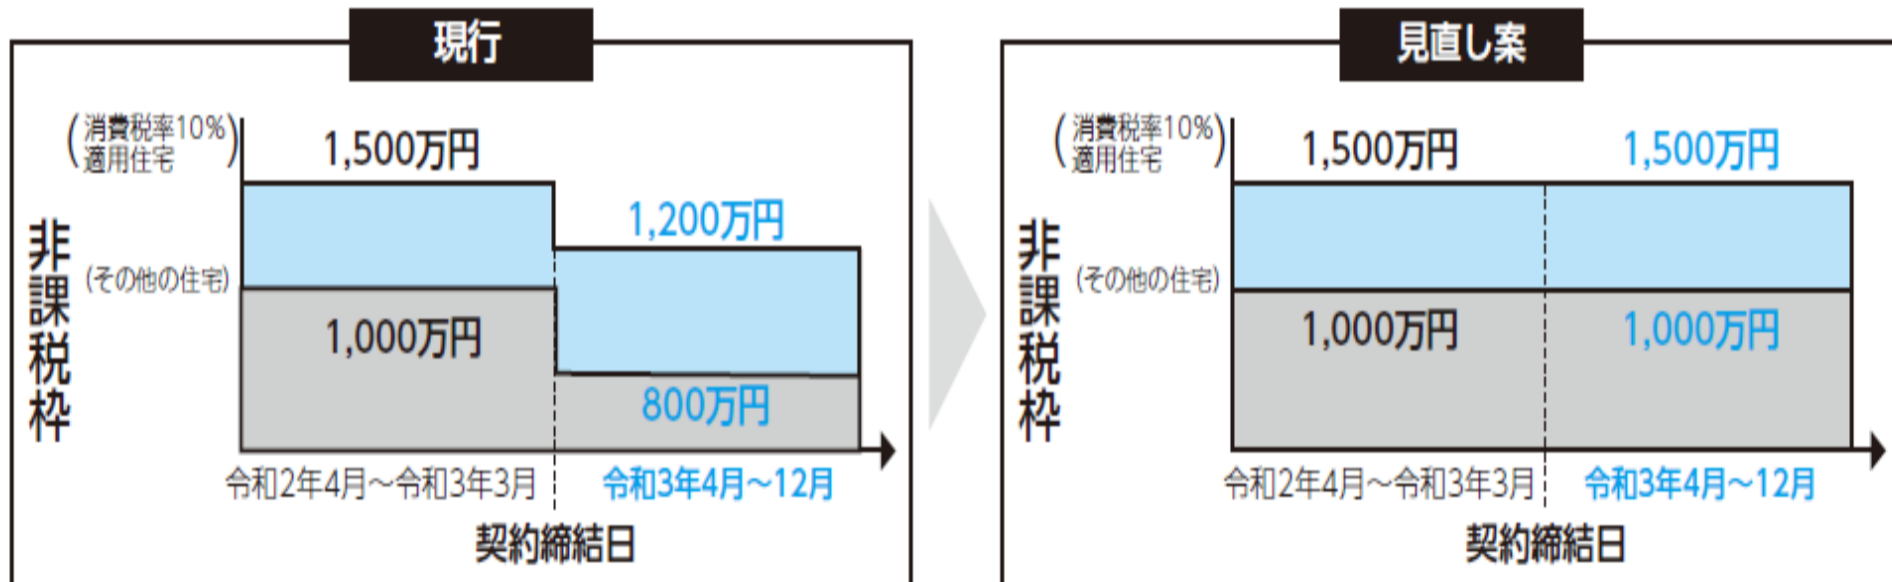 現行
(消費税率10%
適用住宅)
1,500万円
1,200万円
非課税枠
(その他の住宅)
1,000万円
800万円
令和2年4月～令和3年3月
令和3年4月～12月
契約締結日
見直し案
(消費税率10%
適用住宅)
1,500万円
1,500万円
非課税枠
(その他の住宅)
1,000万円
1,000万円
令和2年4月～令和3年3月
令和3年4月～12月
契約締結日